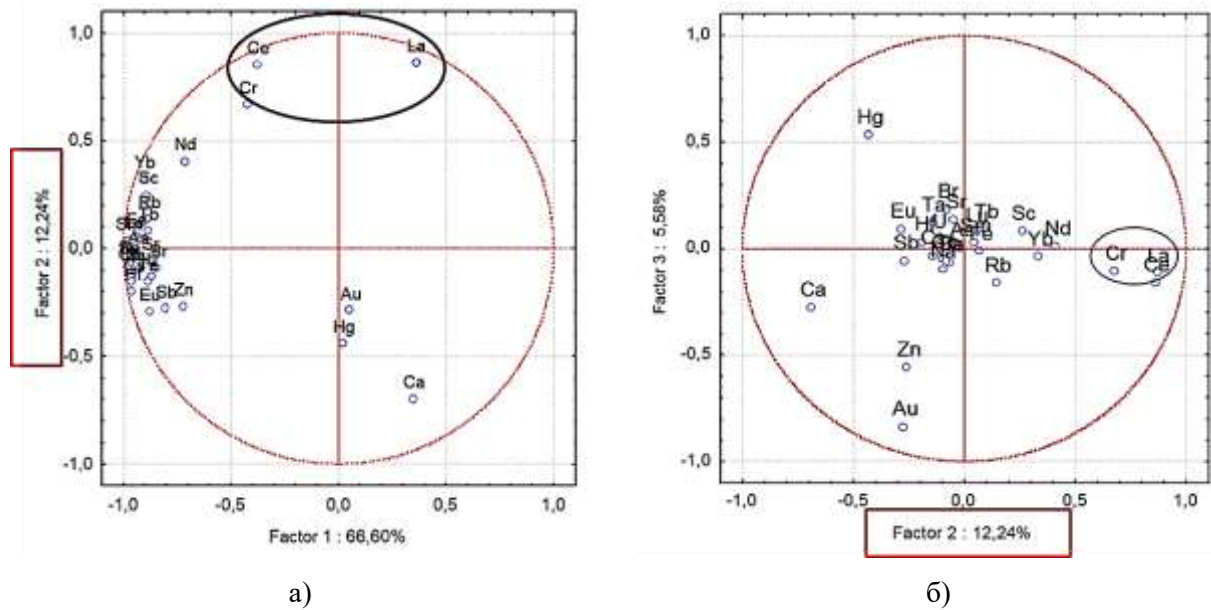 1,0
0,5
0,0
-0,5
-1,0
-1,0
-0,5
0,0
0,5
1,0
Factor 2 : 12,24%
Factor 1 : 66,60%
Ce
La
Cr
Nd
Yb
Sc
Rb
Eu
Sb
Zn
Au
Hg
Ca
а)
1,0
0,5
0,0
-0,5
-1,0
-1,0
-0,5
0,0
0,5
1,0
Factor 3 : 5,58%
Factor 2 : 12,24%
Hg
Br
Ta
Sr
Tb
Eu
U
Sc
Nd
Sb
Yb
Rb
Cr
La
Ce
Ca
Zn
Au
б)